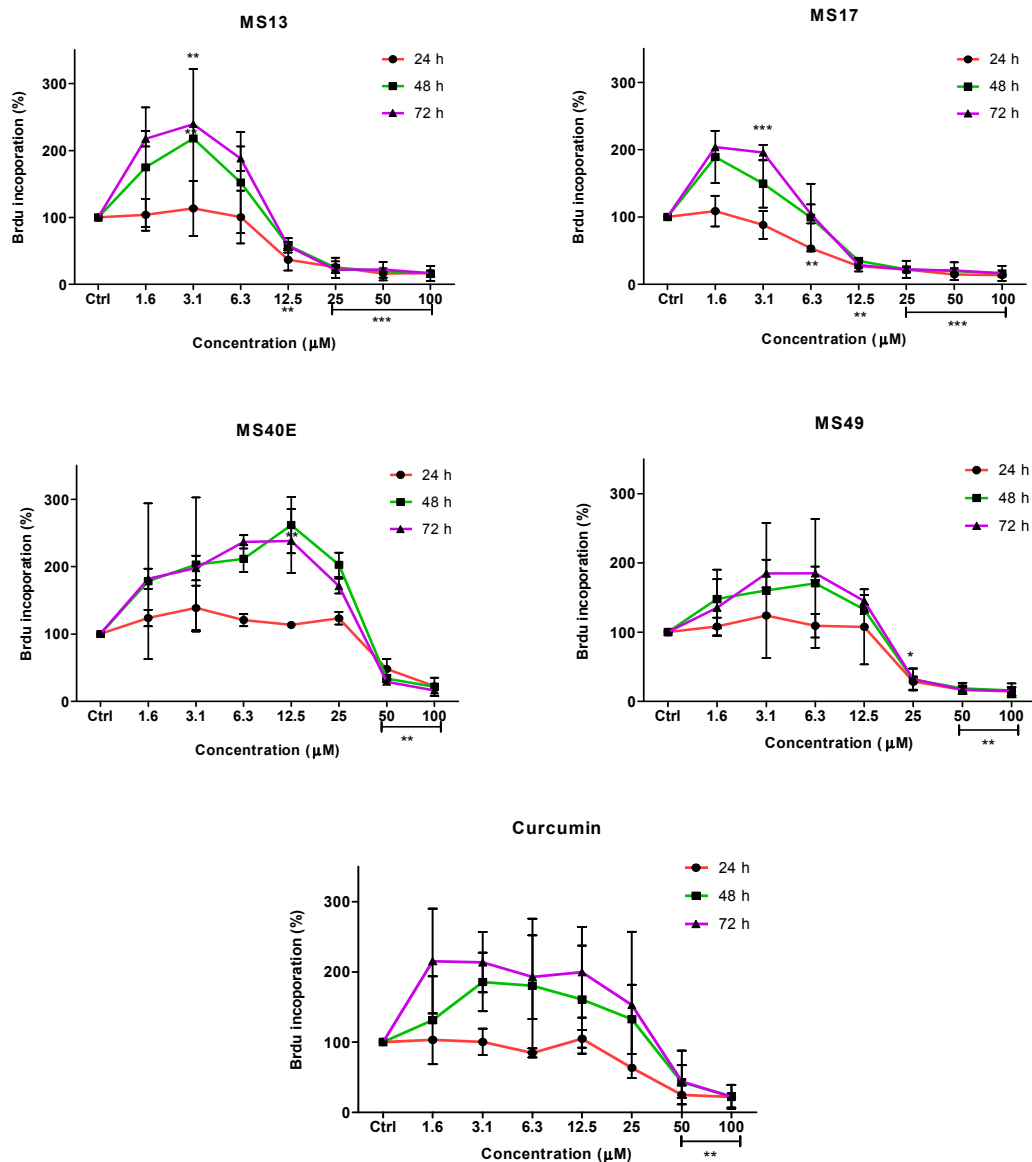 MS13
24 h
48 h
72 h
Brdu incoporation (%)
300
200
100
0
**
**
Ctrl 1.6 3.1 6.3 12.5 25 50 100
** ***
Concentration (μM)
MS17
24 h
48 h
72 h
Brdu incoporation (%)
300
200
100
0
***
**
Ctrl 1.6 3.1 6.3 12.5 25 50 100
** ***
Concentration (μM)
MS40E
24 h
48 h
72 h
Brdu incoporation (%)
300
200
100
0
**
Ctrl 1.6 3.1 6.3 12.5 25 50 100
**
Concentration (μM)
MS49
24 h
48 h
72 h
Brdu incoporation (%)
300
200
100
0
*
Ctrl 1.6 3.1 6.3 12.5 25 50 100
**
Concentration (μM)
Curcumin
24 h
48 h
72 h
Brdu incoporation (%)
300
200
100
0
Ctrl 1.6 3.1 6.3 12.5 25 50 100
**
Concentration (μM)